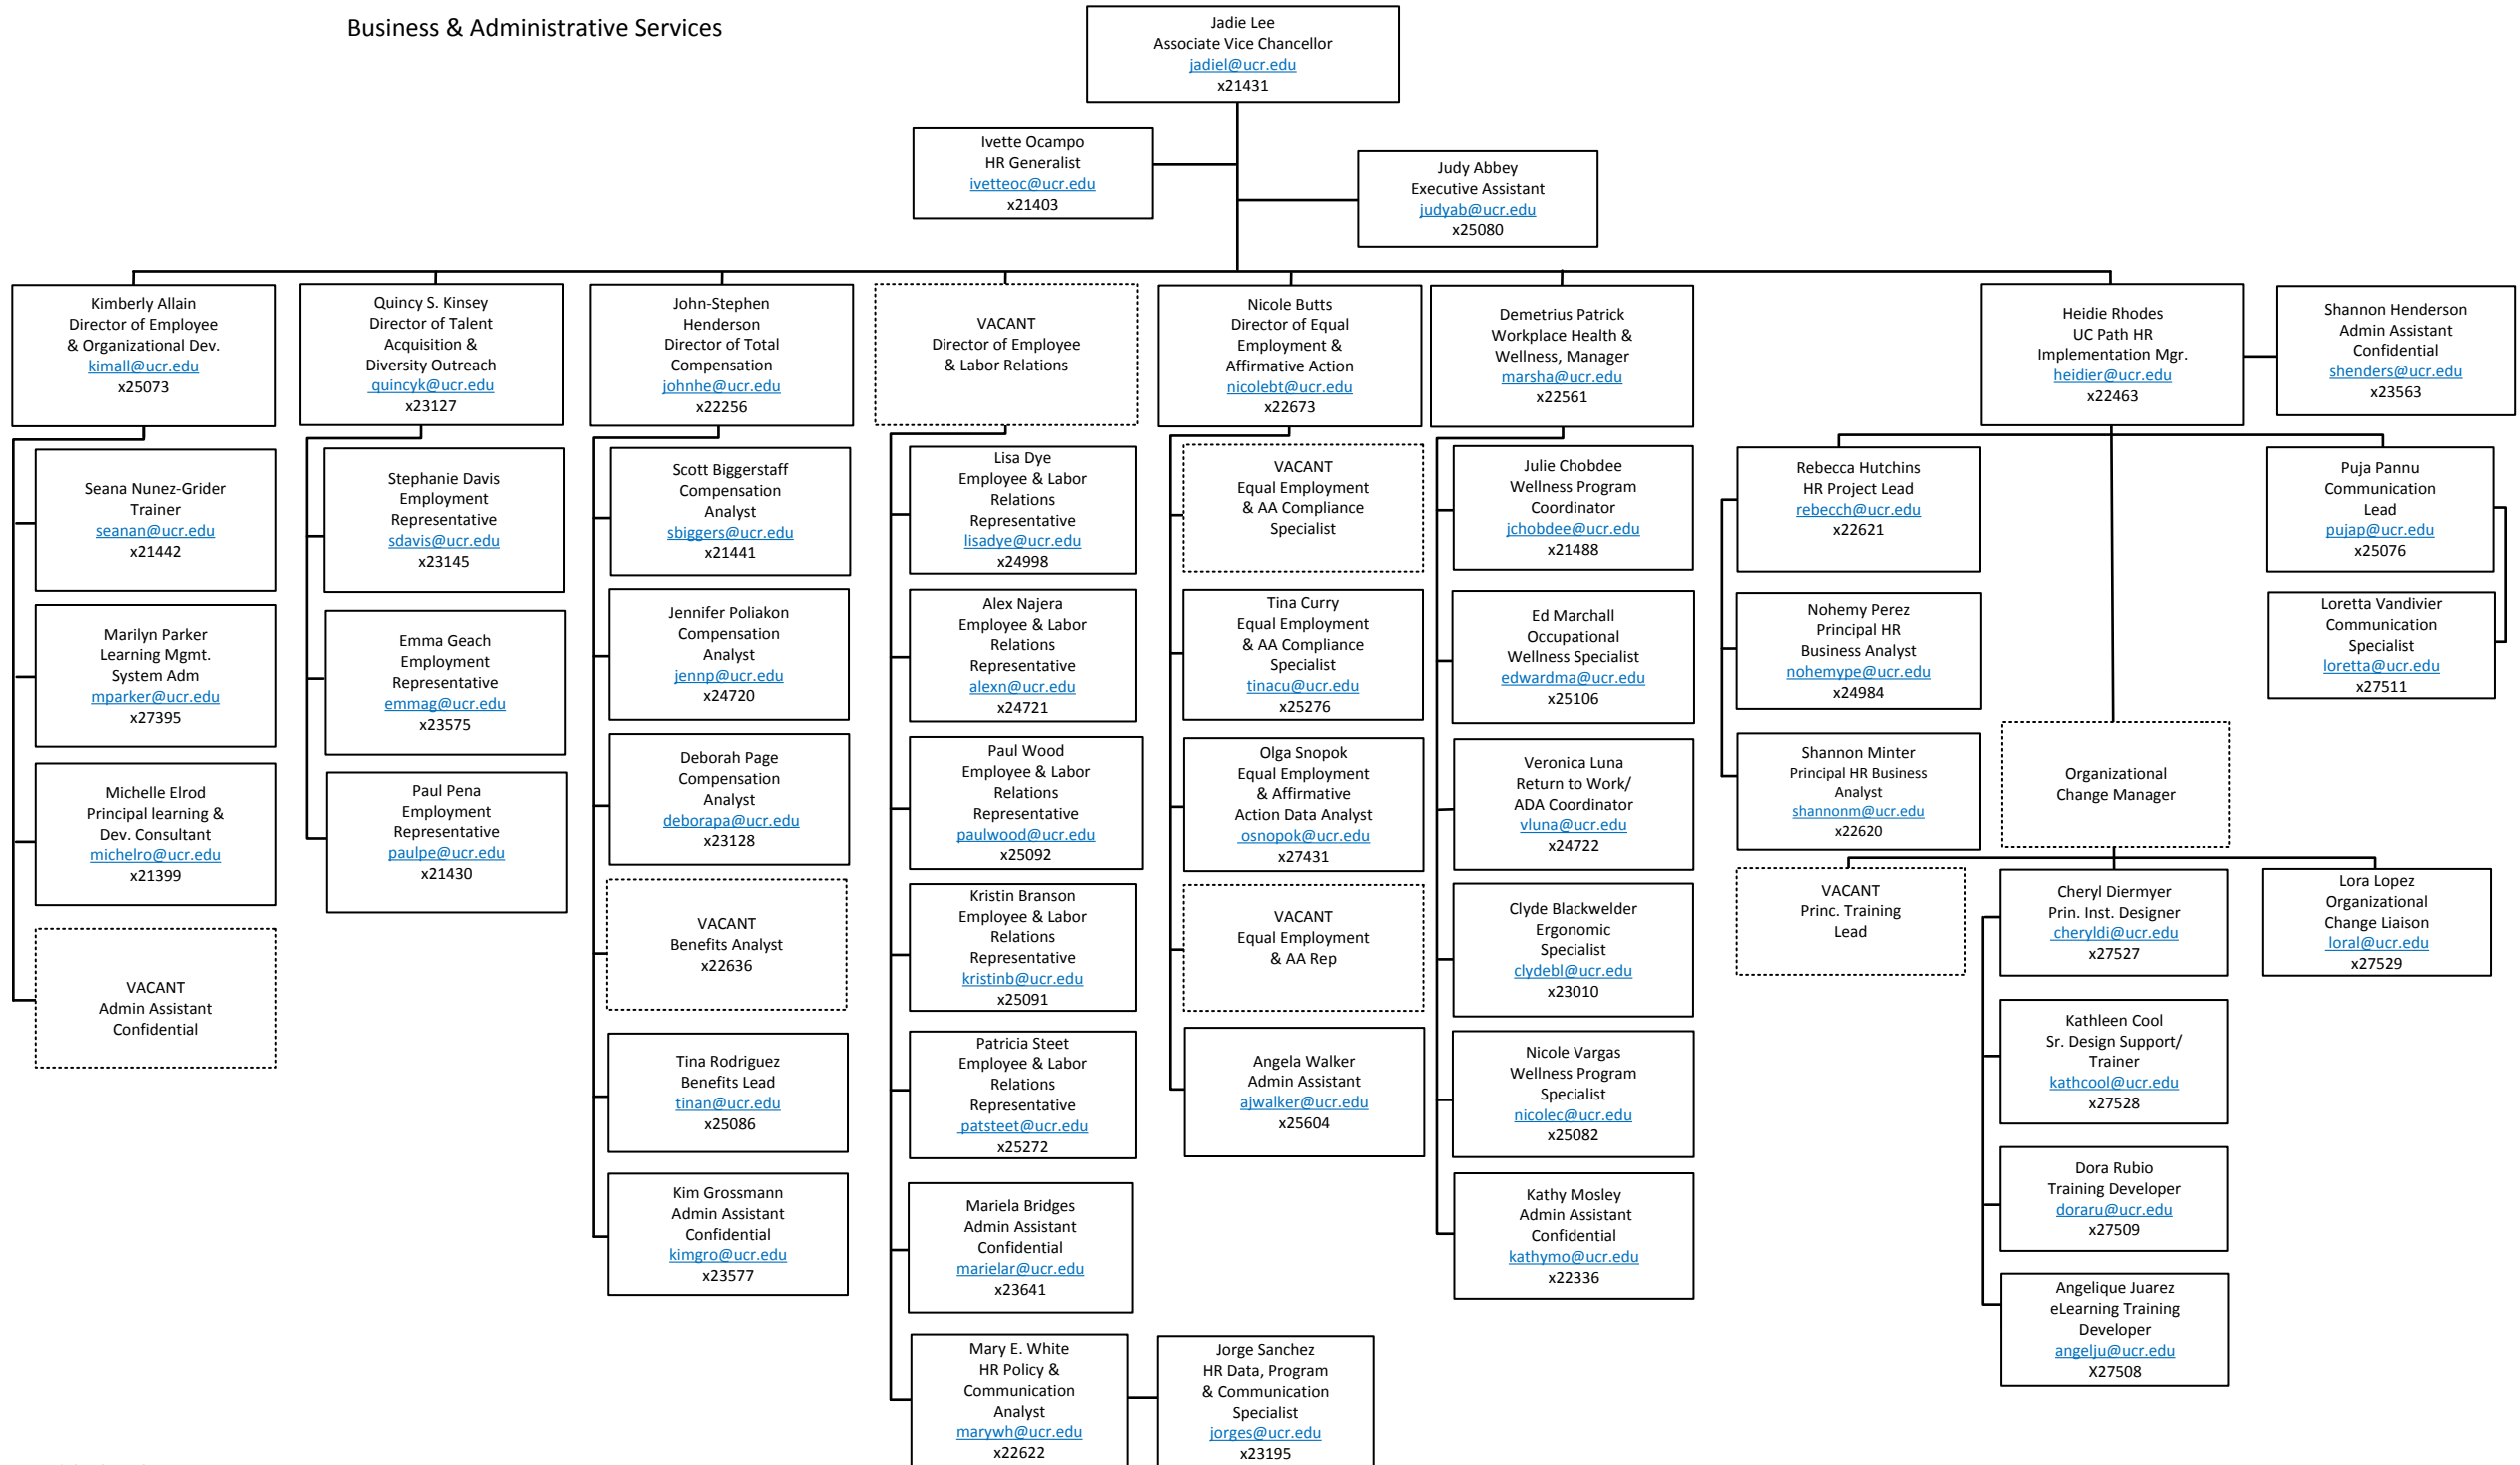 Business & Administrative Services
Jadie Lee
Associate Vice Chancellor
jadiel@ucr.edu
x21431
Ivette Ocampo
HR Generalist
ivetteoc@ucr.edu
x21403
Judy Abbey
Executive Assistant
judyab@ucr.edu
x25080
Kimberly Allain
Director of Employee
& Organizational Dev.
kimall@ucr.edu
x25073
Quincy S. Kinsey
Director of Talent
Acquisition &
Diversity Outreach
quincyk@ucr.edu
x23127
John-Stephen
Henderson
Director of Total
Compensation
johnhe@ucr.edu
x22256
VACANT
Director of Employee
& Labor Relations
Nicole Butts
Director of Equal
Employment &
Affirmative Action
nicolebt@ucr.edu
x22673
Demetrius Patrick
Workplace Health &
Wellness, Manager
marsha@ucr.edu
x22561
Heidie Rhodes
UC Path HR
Implementation Mgr.
heidier@ucr.edu
x22463
Shannon Henderson
Admin Assistant
Confidential
shenders@ucr.edu
x23563
Seana Nunez-Grider
Trainer
seanan@ucr.edu
x21442
Marilyn Parker
Learning Mgmt.
System Adm
mparker@ucr.edu
x27395
Michelle Elrod
Principal learning &
Dev. Consultant
michelro@ucr.edu
x21399
VACANT
Admin Assistant
Confidential
Stephanie Davis
Employment
Representative
sdavis@ucr.edu
x23145
Emma Geach
Employment
Representative
emmag@ucr.edu
x23575
Paul Pena
Employment
Representative
paulpe@ucr.edu
x21430
Scott Biggerstaff
Compensation
Analyst
sbiggers@ucr.edu
x21441
Jennifer Poliakon
Compensation
Analyst
jennp@ucr.edu
x24720
Deborah Page
Compensation
Analyst
deborapa@ucr.edu
x23128
VACANT
Benefits Analyst
x22636
Tina Rodriguez
Benefits Lead
tinan@ucr.edu
x25086
Kim Grossmann
Admin Assistant
Confidential
kimgro@ucr.edu
x23577
Lisa Dye
Employee & Labor
Relations
Representative
lisadye@ucr.edu
x24998
Alex Najera
Employee & Labor
Relations
Representative
alexn@ucr.edu
x24721
Paul Wood
Employee & Labor
Relations
Representative
paulwood@ucr.edu
x25092
Kristin Branson
Employee & Labor
Relations
Representative
kristinb@ucr.edu
x25091
Patricia Steet
Employee & Labor
Relations
Representative
patsteet@ucr.edu
x25272
Mariela Bridges
Admin Assistant
Confidential
marielar@ucr.edu
x23641
Mary E. White
HR Policy &
Communication
Analyst
marywh@ucr.edu
x22622
Jorge Sanchez
HR Data, Program
& Communication
Specialist
jorges@ucr.edu
x23195
VACANT
Equal Employment
& AA Compliance
Specialist
Tina Curry
Equal Employment
& AA Compliance
Specialist
tinacu@ucr.edu
x25276
Olga Snopok
Equal Employment
& Affirmative
Action Data Analyst
osnopok@ucr.edu
x27431
VACANT
Equal Employment
& AA Rep
Angela Walker
Admin Assistant
ajwalker@ucr.edu
x25604
Julie Chobdee
Wellness Program
Coordinator
jchobdee@ucr.edu
x21488
Ed Marchall
Occupational
Wellness Specialist
edwardma@ucr.edu
x25106
Veronica Luna
Return to Work/
ADA Coordinator
vluna@ucr.edu
x24722
Clyde Blackwelder
Ergonomic
Specialist
clydebl@ucr.edu
x23010
Nicole Vargas
Wellness Program
Specialist
nicolec@ucr.edu
x25082
Kathy Mosley
Admin Assistant
Confidential
kathymo@ucr.edu
x22336
Rebecca Hutchins
HR Project Lead
rebecch@ucr.edu
x22621
Nohemy Perez
Principal HR
Business Analyst
nohemype@ucr.edu
x24984
Shannon Minter
Principal HR Business
Analyst
shannonm@ucr.edu
x22620
Puja Pannu
Communication
Lead
pujap@ucr.edu
x25076
Loretta Vandivier
Communication
Specialist
loretta@ucr.edu
x27511
Organizational
Change Manager
VACANT
Princ. Training
Lead
Cheryl Diermyer
Prin. Inst. Designer
cheryldi@ucr.edu
x27527
Lora Lopez
Organizational
Change Liaison
loral@ucr.edu
x27529
Kathleen Cool
Sr. Design Support/
Trainer
kathcool@ucr.edu
x27528
Dora Rubio
Training Developer
doraru@ucr.edu
x27509
Angelique Juarez
eLearning Training
Developer
angelju@ucr.edu
X27508